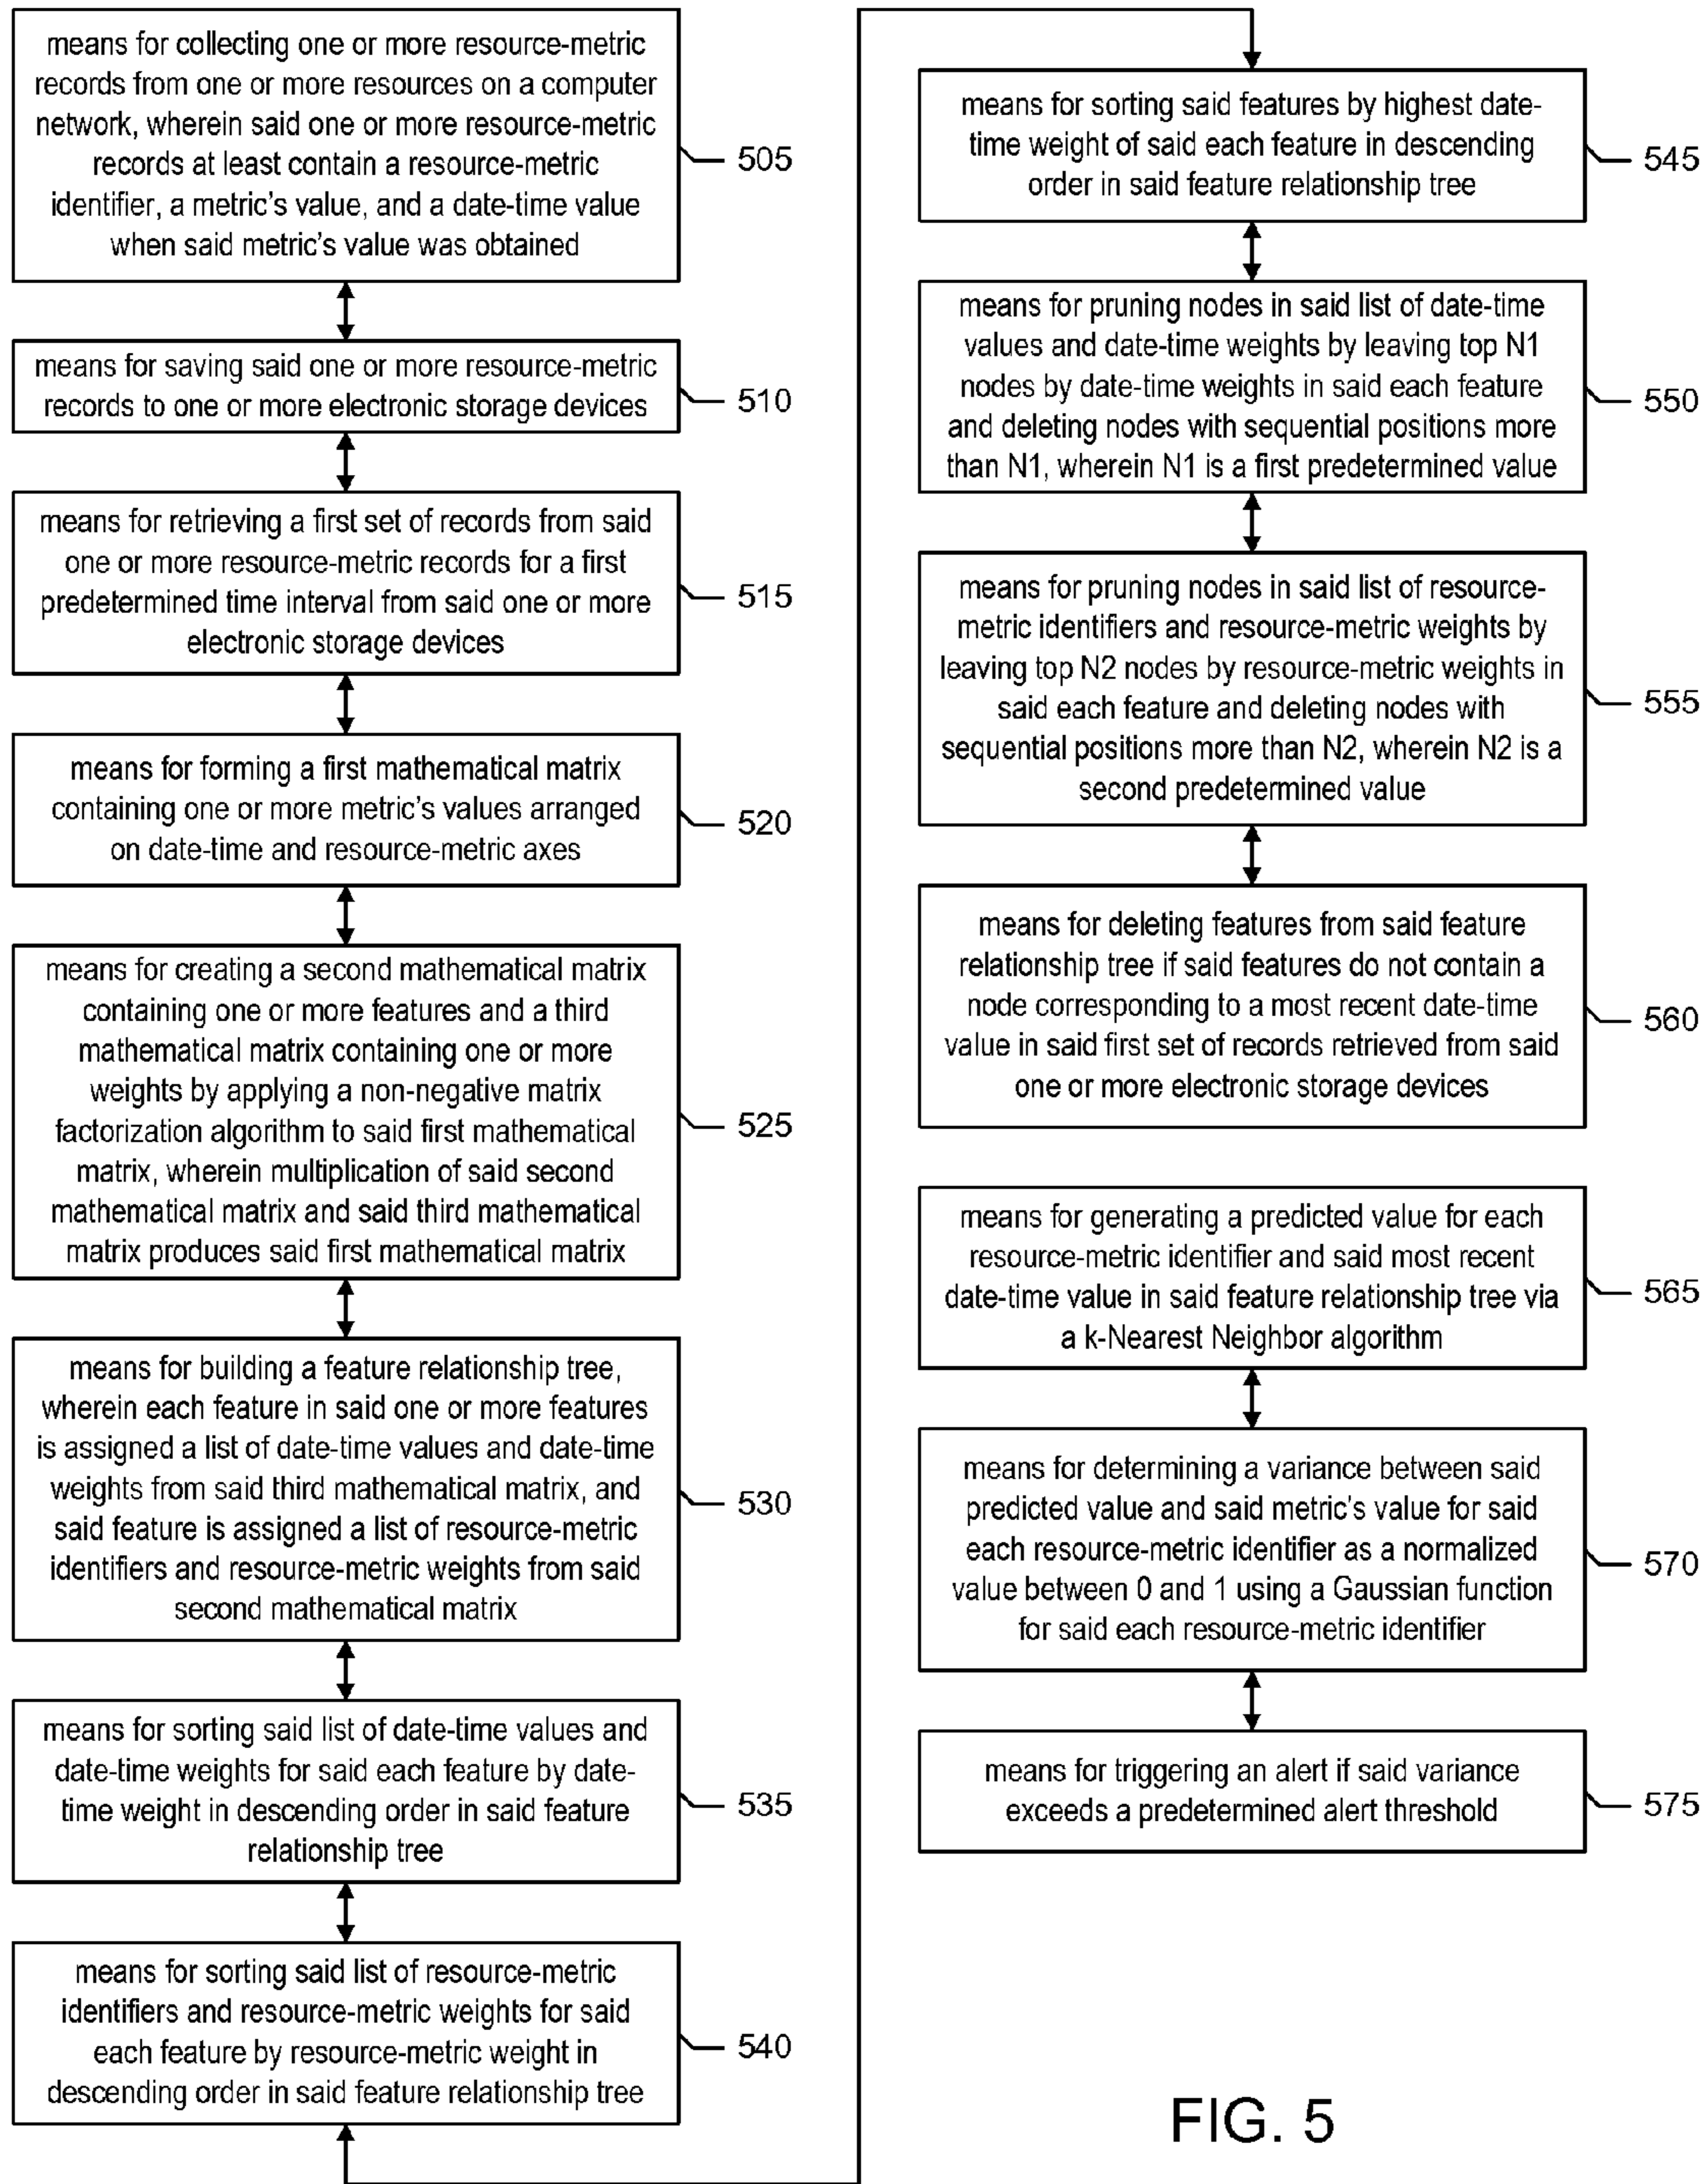 means for collecting one or more resource-metric
records from one or more resources on a computer
network, wherein said one or more resource-metric
records at least contain a resource-metric
identifier, a metric's value, and a date-time value
when said metric's value was obtained
505
means for saving said one or more resource-metric
records to one or more electronic storage devices
510
means for retrieving a first set of records from said
one or more resource-metric records for a first
predetermined time interval from said one or more
electronic storage devices
515
means for forming a first mathematical matrix
containing one or more metric's values arranged
on date-time and resource-metric axes
520
means for creating a second mathematical matrix
containing one or more features and a third
mathematical matrix containing one or more
weights by applying a non-negative matrix
factorization algorithm to said first mathematical
matrix, wherein multiplication of said second
mathematical matrix and said third mathematical
matrix produces said first mathematical matrix
525
means for building a feature relationship tree,
wherein each feature in said one or more features
is assigned a list of date-time values and date-time
weights from said third mathematical matrix, and
said feature is assigned a list of resource-metric
identifiers and resource-metric weights from said
second mathematical matrix
530
means for sorting said list of date-time values and
date-time weights for said each feature by date-
time weight in descending order in said feature
relationship tree
535
means for sorting said list of resource-metric
identifiers and resource-metric weights for said
each feature by resource-metric weight in
descending order in said feature relationship tree
540
means for sorting said features by highest date-
time weight of said each feature in descending
order in said feature relationship tree
545
means for pruning nodes in said list of date-time
values and date-time weights by leaving top N1
nodes by date-time weights in said each feature
and deleting nodes with sequential positions more
than N1, wherein N1 is a first predetermined value
550
means for pruning nodes in said list of resource-
metric identifiers and resource-metric weights by
leaving top N2 nodes by resource-metric weights in
said each feature and deleting nodes with
sequential positions more than N2, wherein N2 is a
second predetermined value
555
means for deleting features from said feature
relationship tree if said features do not contain a
node corresponding to a most recent date-time
value in said first set of records retrieved from said
one or more electronic storage devices
560
means for generating a predicted value for each
resource-metric identifier and said most recent
date-time value in said feature relationship tree via
a k-Nearest Neighbor algorithm
565
means for determining a variance between said
predicted value and said metric's value for said
each resource-metric identifier as a normalized
value between 0 and 1 using a Gaussian function
for said each resource-metric identifier
570
means for triggering an alert if said variance
exceeds a predetermined alert threshold
575
FIG. 5